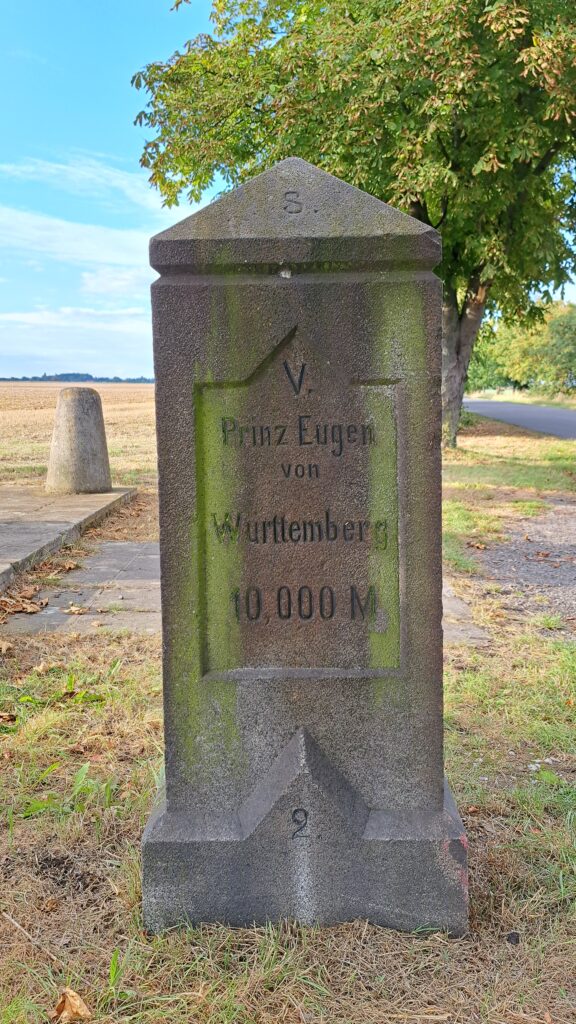 S.
V.
Prinz Eugen
von
Wurttemberg
10,000 M
2